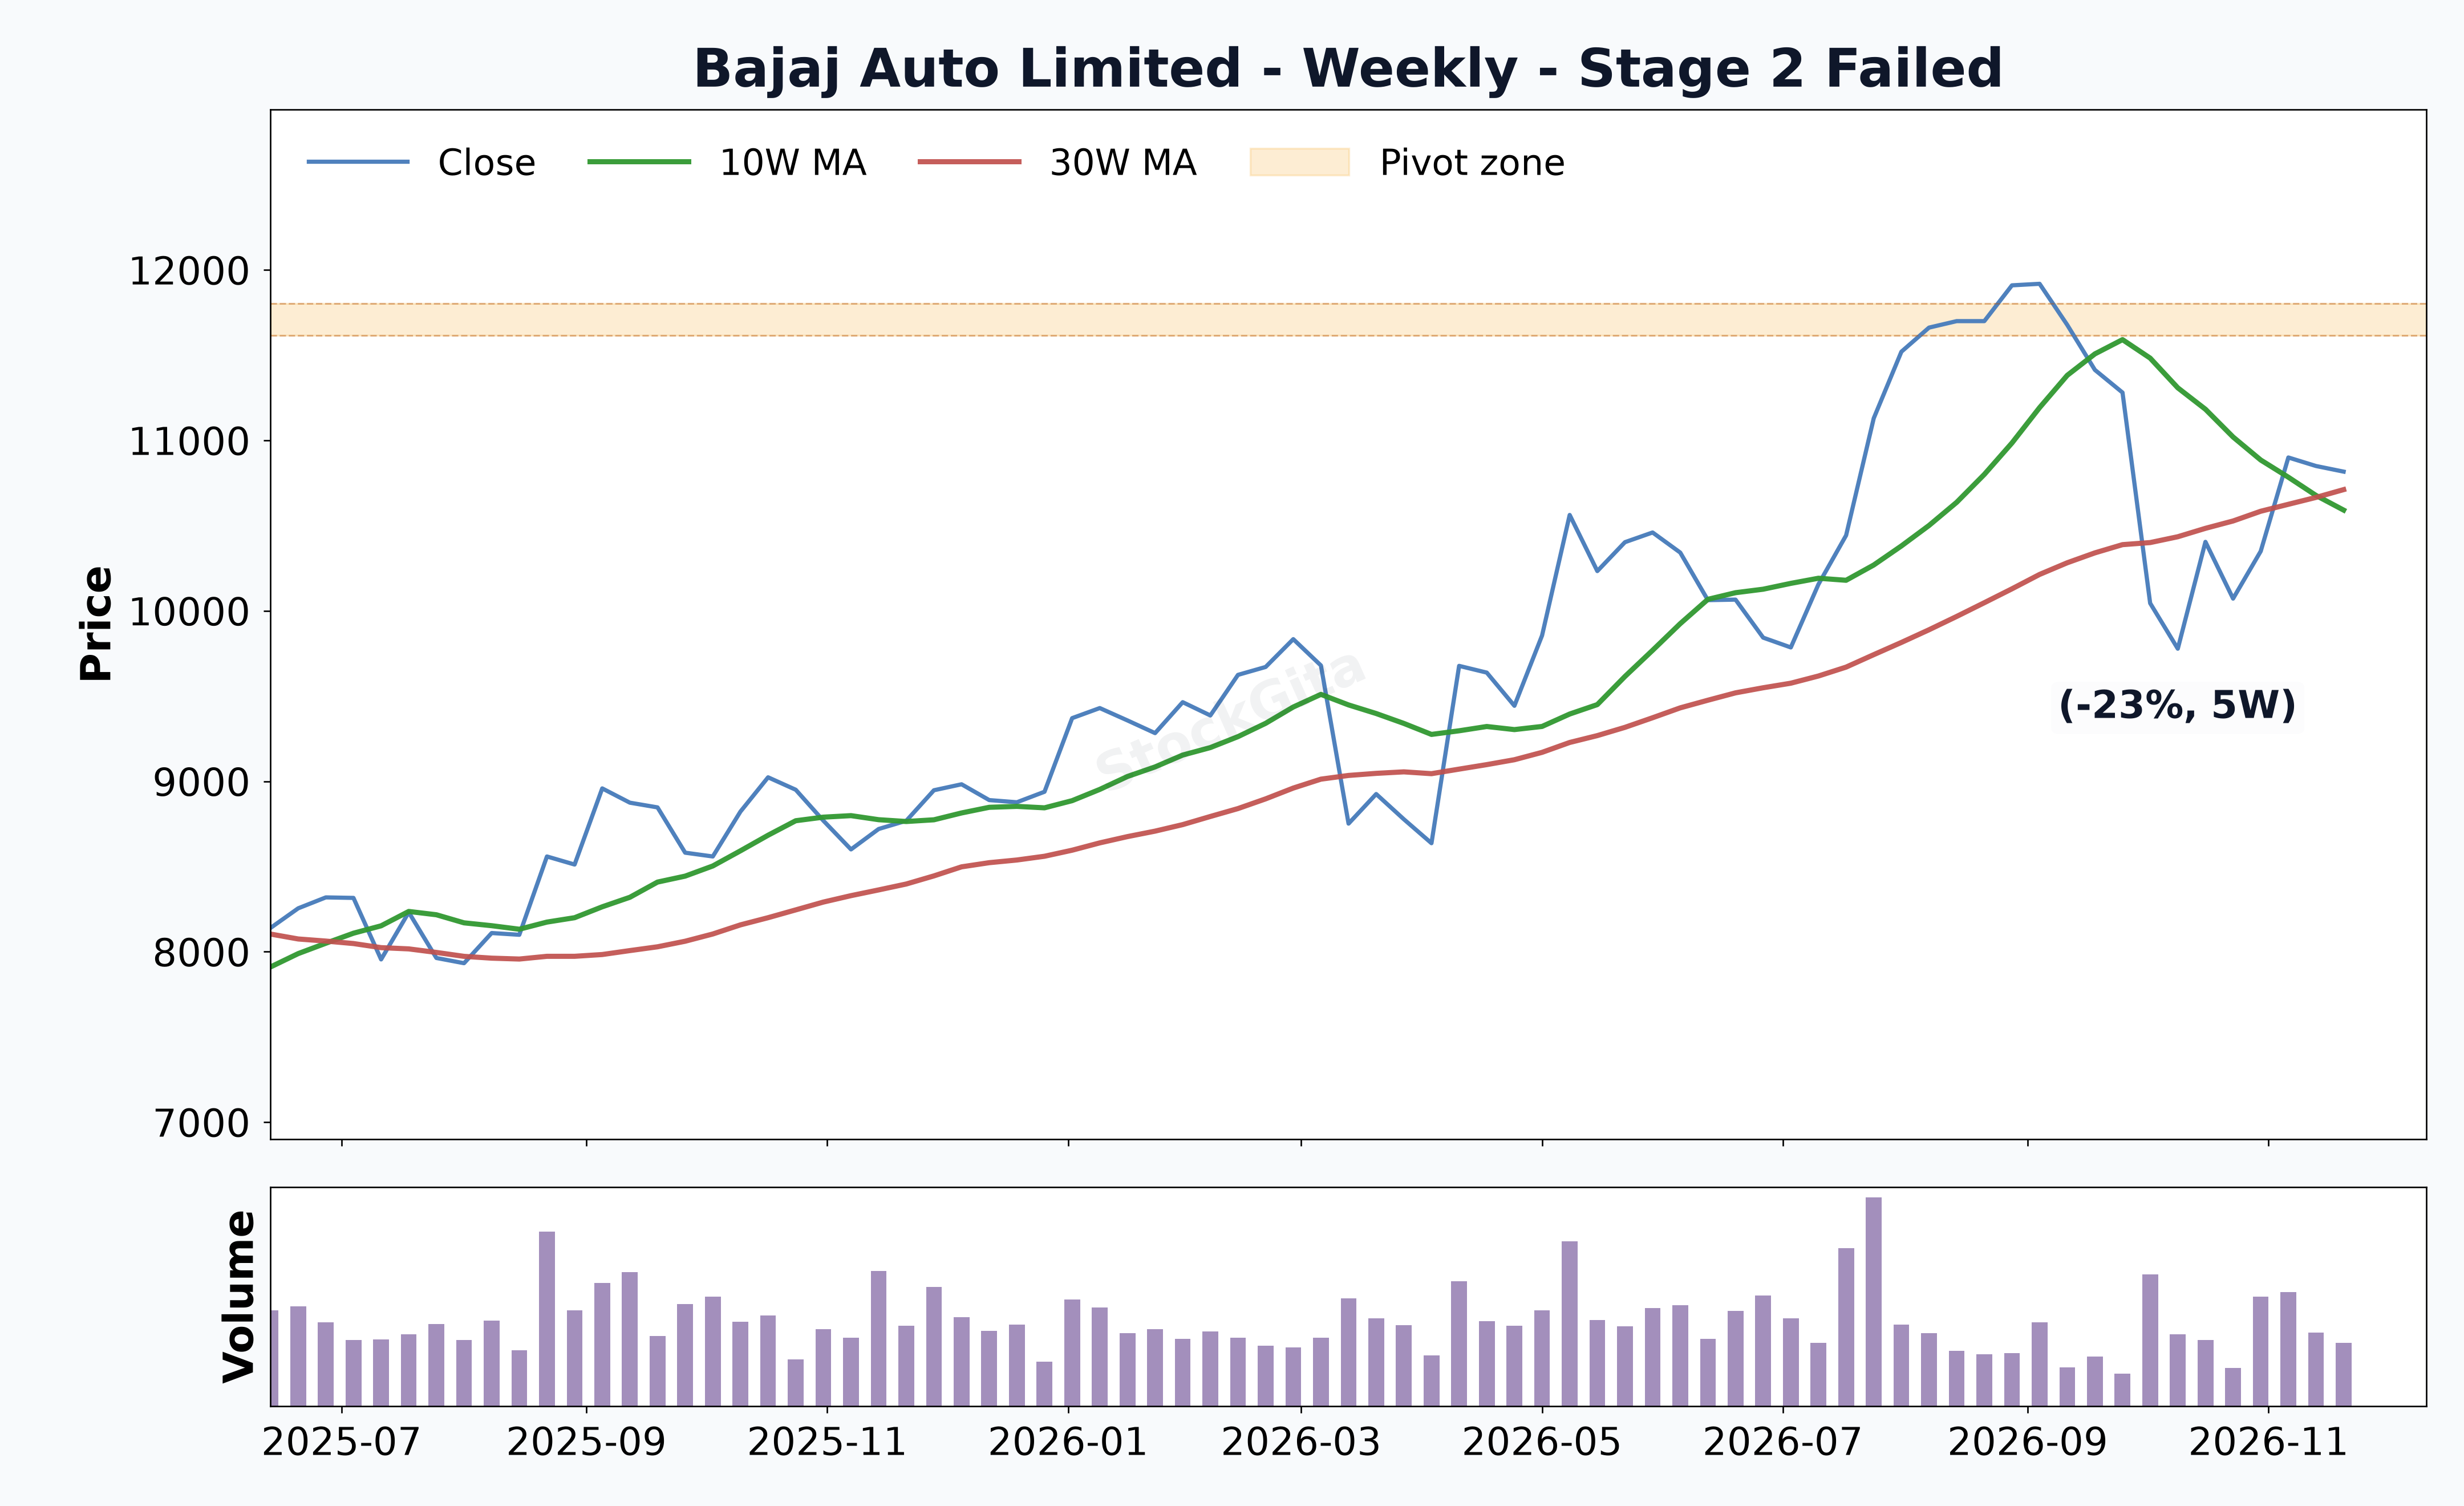 Bajaj Auto Limited - Weekly - Stage 2 Failed
Close 10W MA 30W MA Pivot zone
12000
11000
10000
9000
8000
7000
Price
StockGita
(-23%, 5W)
Volume
2025-07 2025-09 2025-11 2026-01 2026-03 2026-05 2026-07 2026-09 2026-11